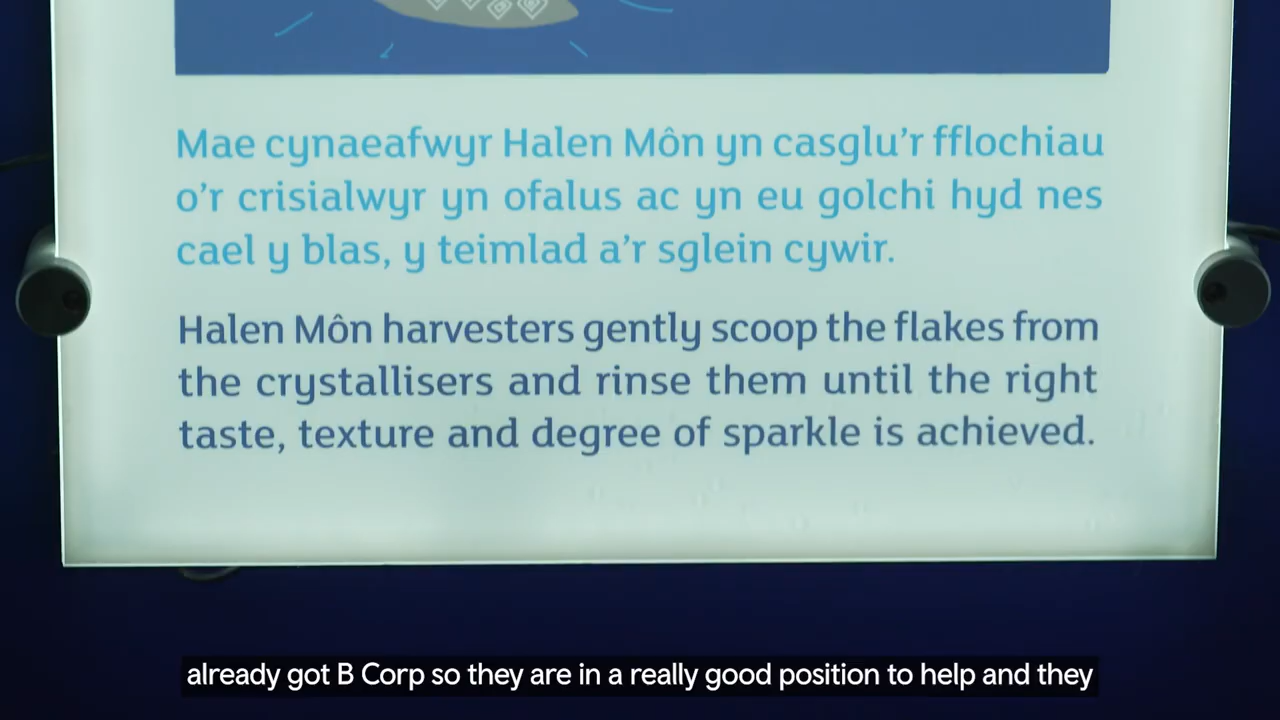 Mae cynaeafwyr Halen Môn yn casglu’r fflochiau
o’r crisialwyr yn ofalus ac yn eu golchi hyd nes
cael y blas, y teimlad a’r sglein cywir.
Halen Môn harvesters gently scoop the flakes from
the crystallisers and rinse them until the right
taste, texture and degree of sparkle is achieved.
already got B Corp so they are in a really good position to help and they